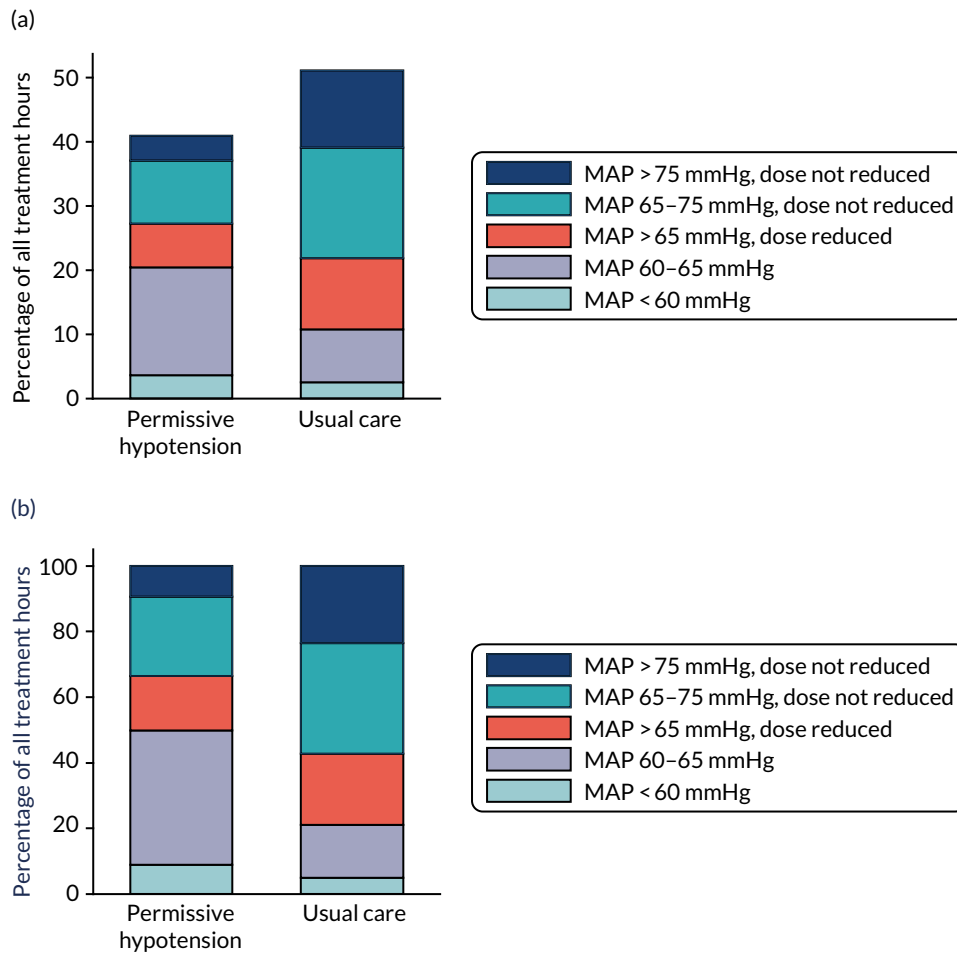 (a)
Percentage of all treatment hours
50
40
30
20
10
0
Permissive
hypotension
Usual care
MAP >75 mmHg, dose not reduced
MAP 65–75 mmHg, dose not reduced
MAP >65 mmHg, dose reduced
MAP 60–65 mmHg
MAP <60 mmHg
(b)
Percentage of all treatment hours
100
80
60
40
20
0
Permissive
hypotension
Usual care
MAP >75 mmHg, dose not reduced
MAP 65–75 mmHg, dose not reduced
MAP >65 mmHg, dose reduced
MAP 60–65 mmHg
MAP <60 mmHg